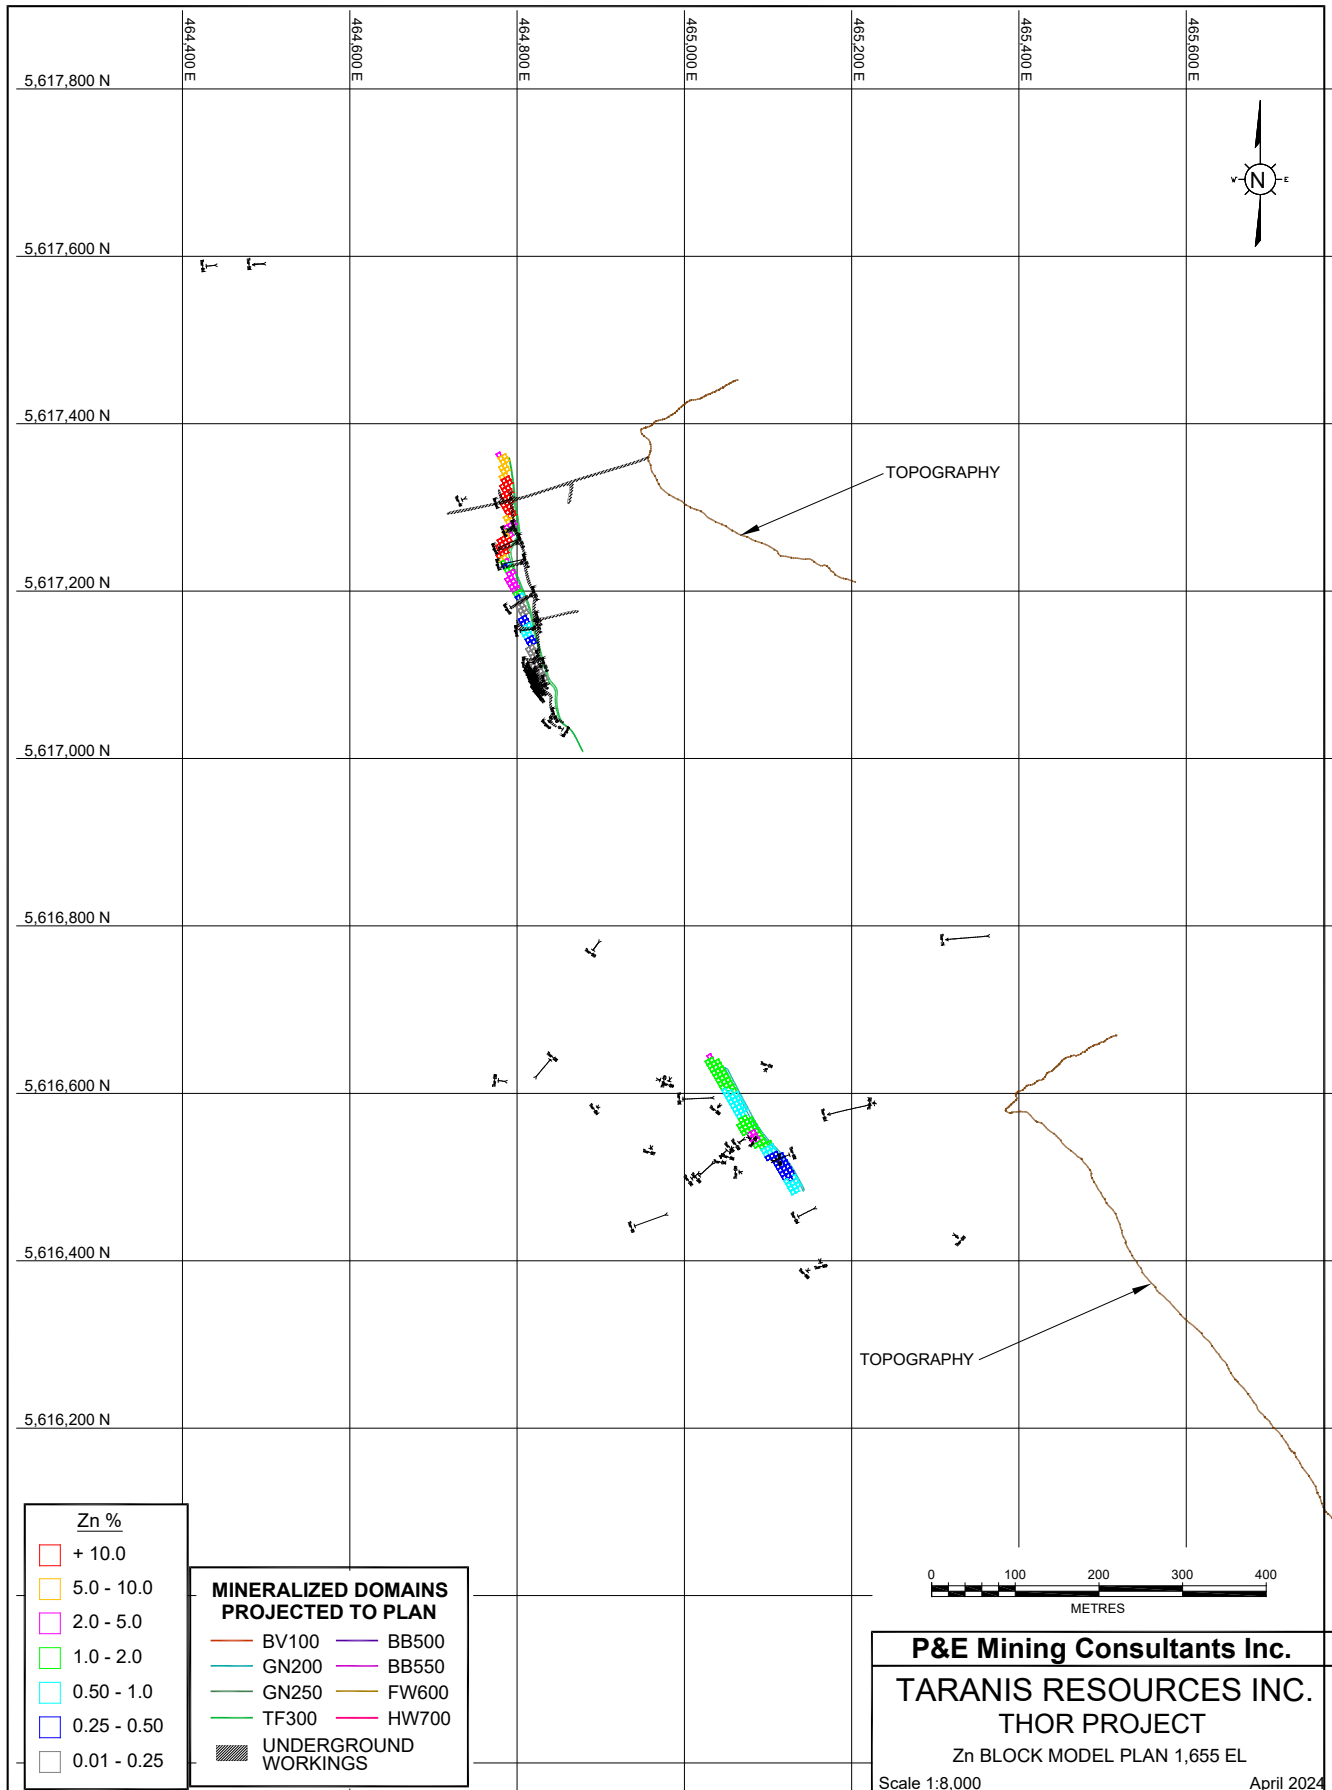 464,400 E
464,600 E
464,800 E
465,000 E
465,200 E
465,400 E
465,600 E
5,617,800 N
5,617,600 N
5,617,400 N
5,617,200 N
5,617,000 N
5,616,800 N
5,616,600 N
5,616,400 N
5,616,200 N
W N E
TOPOGRAPHY
TOPOGRAPHY
Zn %
+ 10.0
5.0 - 10.0
2.0 - 5.0
1.0 - 2.0
0.50 - 1.0
0.25 - 0.50
0.01 - 0.25
MINERALIZED DOMAINS
PROJECTED TO PLAN
BV100 BB500
GN200 BB550
GN250 FW600
TF300 HW700
UNDERGROUND
WORKINGS
0 100 200 300 400
METRES
P&E Mining Consultants Inc.
TARANIS RESOURCES INC.
THOR PROJECT
Zn BLOCK MODEL PLAN 1,655 EL
Scale 1:8,000 April 2024